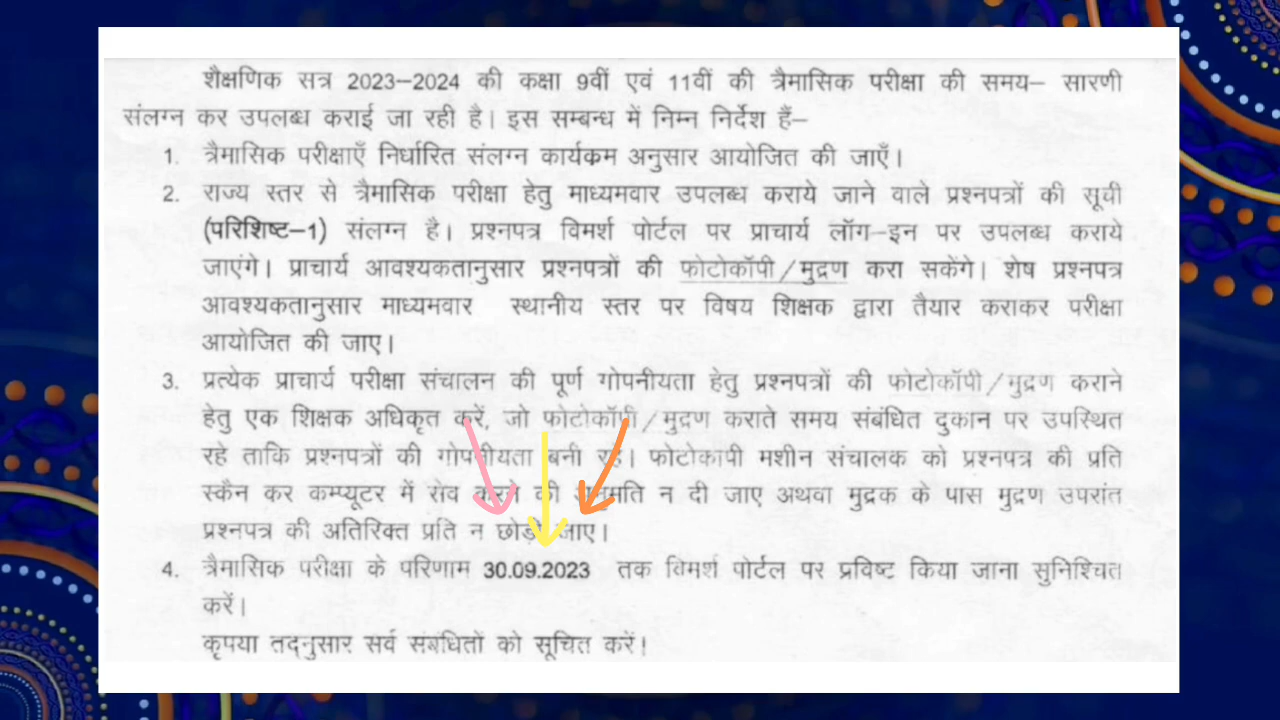 शैक्षणिक सत्र 2023–2024 की कक्षा 9वीं एवं 11वीं की त्रैमासिक परीक्षा की समय– सारणी
संलग्न कर उपलब्ध कराई जा रही है। इस सम्बन्ध में निम्न निर्देश हैं–
1. त्रैमासिक परीक्षाएँ निर्धारित संलग्न कार्यक्रम अनुसार आयोजित की जाएँ।
2. राज्य स्तर से त्रैमासिक परीक्षा हेतु माध्यमवार उपलब्ध कराये जाने वाले प्रश्नपत्रों की सूची
(परिशिष्ट–1) संलग्न है। प्रश्नपत्र विमर्श पोर्टल पर प्राचार्य लॉग–इन पर उपलब्ध कराये
जाएंगे। प्राचार्य आवश्यकतानुसार प्रश्नपत्रों की फोटोकॉपी/मुद्रण करा सकेंगे। शेष प्रश्नपत्र
आवश्यकतानुसार माध्यमवार स्थानीय स्तर पर विषय शिक्षक द्वारा तैयार कराकर परीक्षा
आयोजित की जाए।
3. प्रत्येक प्राचार्य परीक्षा संचालन की पूर्ण गोपनीयता हेतु प्रश्नपत्रों की फोटोकॉपी/मुद्रण कराने
हेतु एक शिक्षक अधिकृत करें, जो फोटोकॉपी/मुद्रण कराते समय संबंधित दुकान पर उपस्थित
रहे ताकि प्रश्नपत्रों की गोपनीयता बनी रहे। फोटोकापी मशीन संचालक को प्रश्नपत्र की प्रति
स्कैन कर कम्प्यूटर में सेव करने की अनुमति न दी जाए अथवा मुद्रक के पास मुद्रण उपरांत
प्रश्नपत्र की अतिरिक्त प्रति न छोड़ी जाए।
4. त्रैमासिक परीक्षा के परिणाम 30.09.2023 तक विमर्श पोर्टल पर प्रविष्ट किया जाना सुनिश्चित
करें।
कृपया तद्नुसार सर्व संबंधितों को सूचित करें।